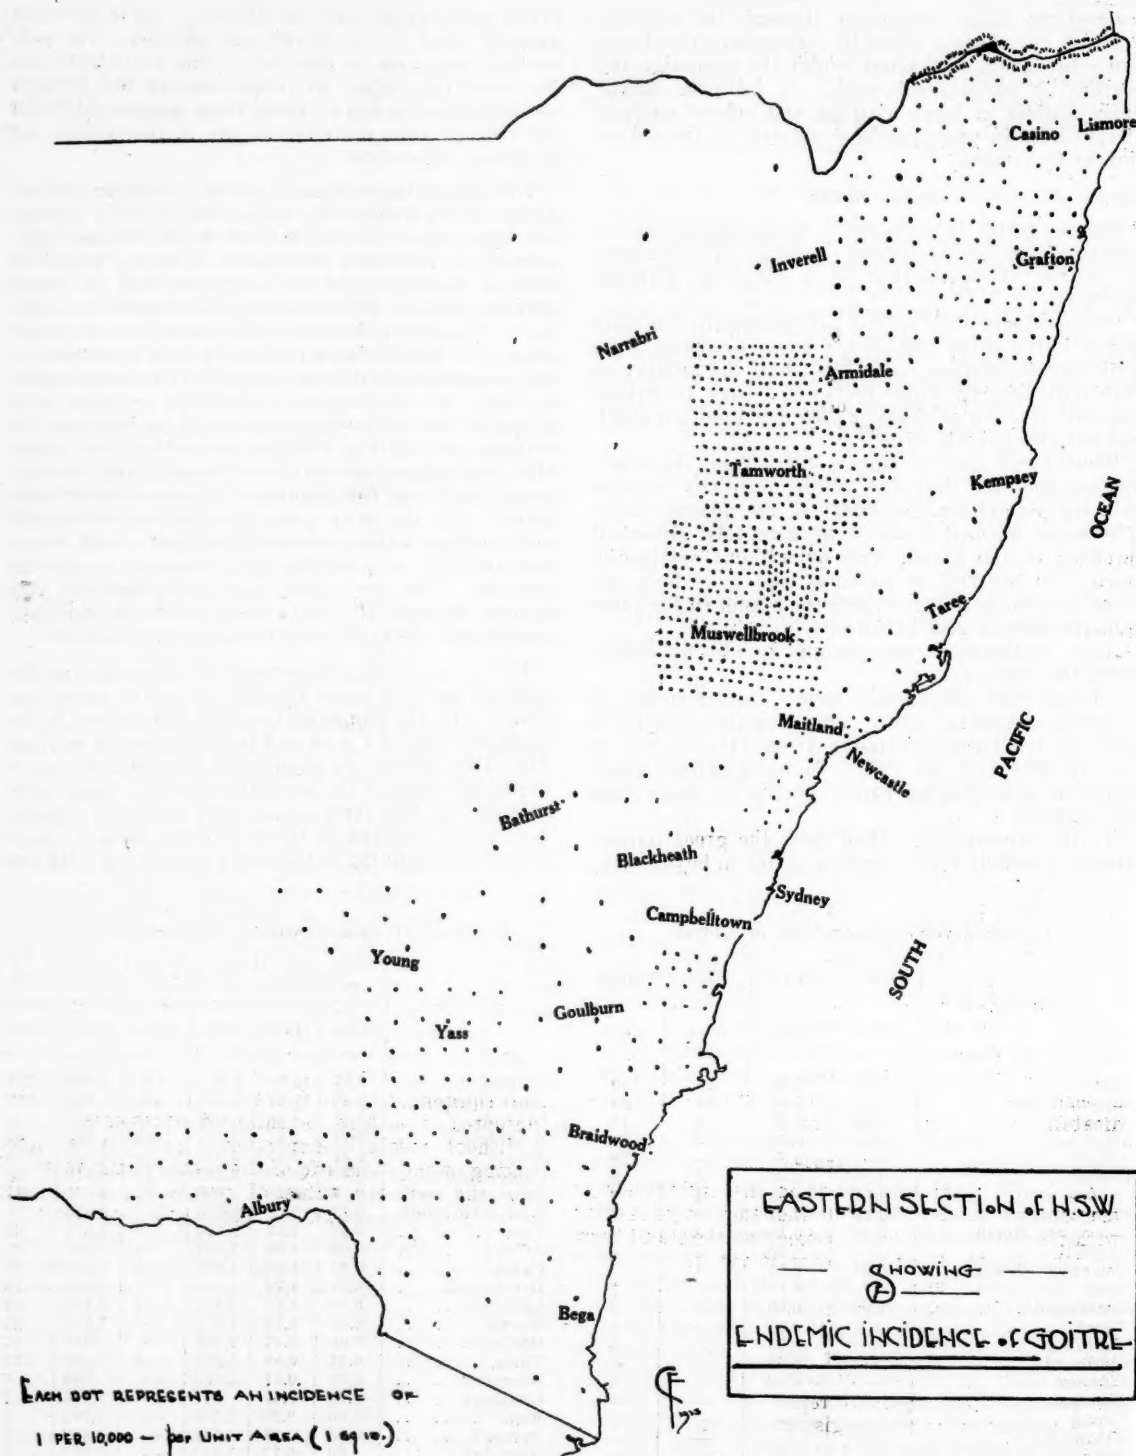 Casino
Lismore
Inverell
Grafton
Narrabri
Armidale
Tamworth
Kempsey
OCEAN
Taree
Muswellbrook
Maitland
Newcastle
PACIFIC
Bathurst
Blackheath
Sydney
Campbelltown
SOUTH
Young
Goulburn
Yass
Braidwood
Albury
Bega
EASTERN SECTION of N.S.W
SHOWING
ENDEMIC INCIDENCE of GOITRE
EACH DOT REPRESENTS AN INCIDENCE OF
1 PER 10,000 — per UNIT AREA (1 sq in.)